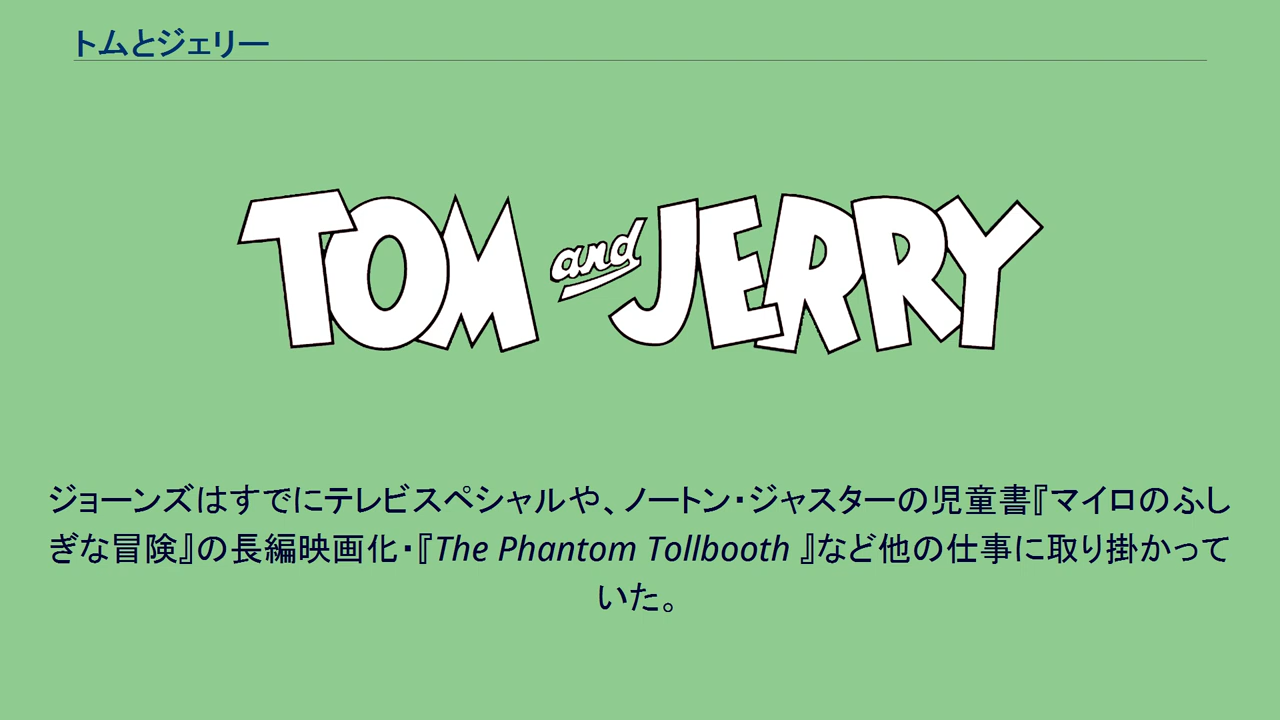 トムとジェリー
TOM and JERRY
ジョーンズはすでにテレビスペシャルや、ノートン・ジャスターの児童書『マイロのふし
ぎな冒険』の長編映画化・『The Phantom Tollbooth 』など他の仕事に取り掛かって
いた。